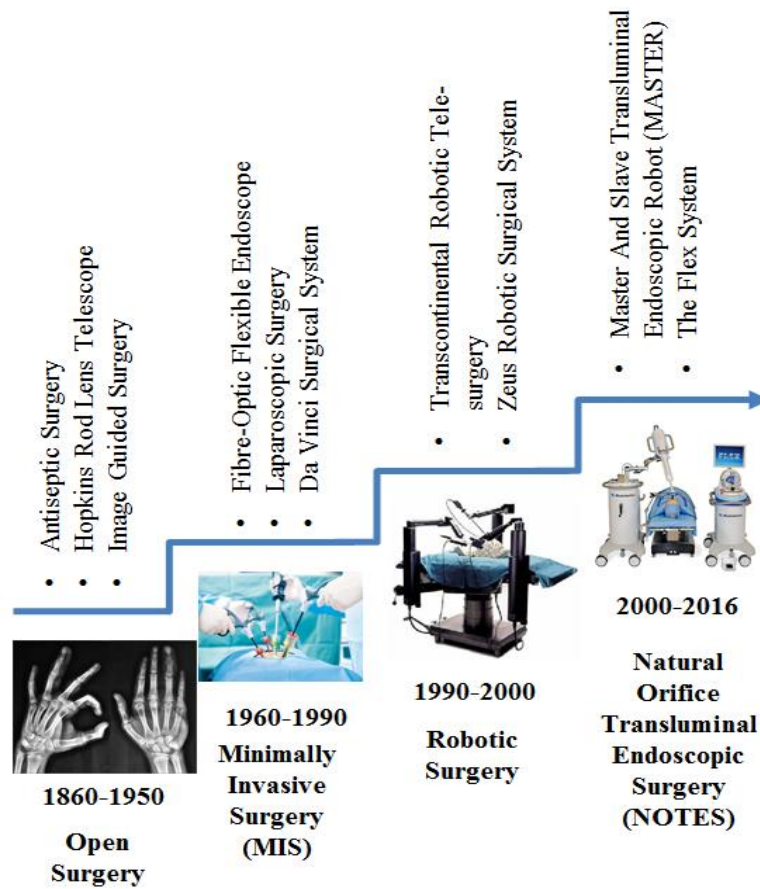 • Antiseptic Surgery
• Hopkins Rod Lens Telescope
• Image Guided Surgery
1860-1950
Open
Surgery
• Fibre-Optic Flexible Endoscope
• Laparoscopic Surgery
• Da Vinci Surgical System
1960-1990
Minimally
Invasive
Surgery
(MIS)
• Transcontinental Robotic Tele-
surgery
• Zeus Robotic Surgical System
1990-2000
Robotic
Surgery
• Master And Slave Transluminal
Endoscopic Robot (MASTER)
• The Flex System
FLEX
2000-2016
Natural
Orifice
Transluminal
Endoscopic
Surgery
(NOTES)